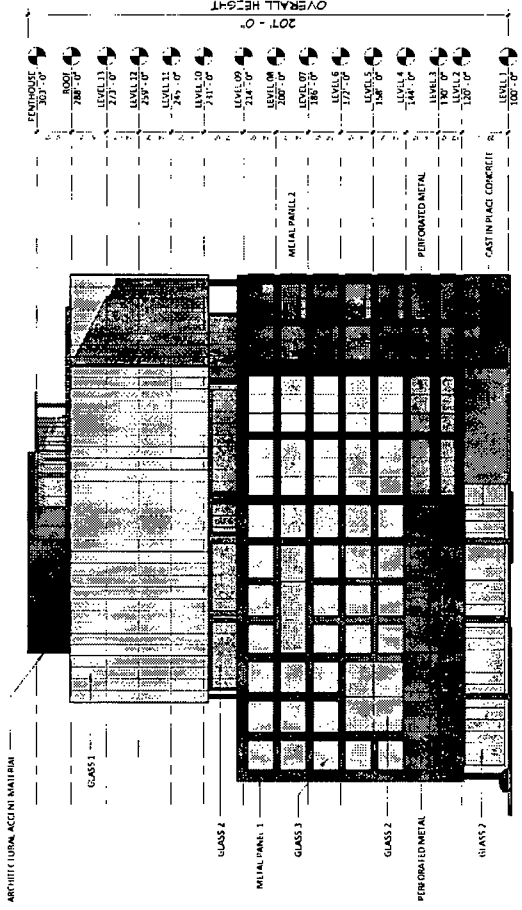 OVERALL HEIGHT
201' - 0"
PENTHOUSE
301' - 0"
ROOF
288' - 0"
LEVEL 13
273' - 0"
LEVEL 12
259' - 0"
LEVEL 11
245' - 0"
LEVEL 10
231' - 0"
LEVEL 09
214' - 0"
LEVEL 08
200' - 0"
LEVEL 07
186' - 0"
LEVEL 6
172' - 0"
LEVEL 5
158' - 0"
LEVEL 4
144' - 0"
LEVEL 3
130' - 0"
LEVEL 2
120' - 0"
LEVEL 1
100' - 0"
METAL PANEL 2
PERFORATED METAL
CAST IN PLACE CONCRETE
ARCHITECTURAL ACCENT MATERIAL
GLASS 1
GLASS 2
METAL PANEL 1
GLASS 3
GLASS 2
PERFORATED METAL
GLASS 2